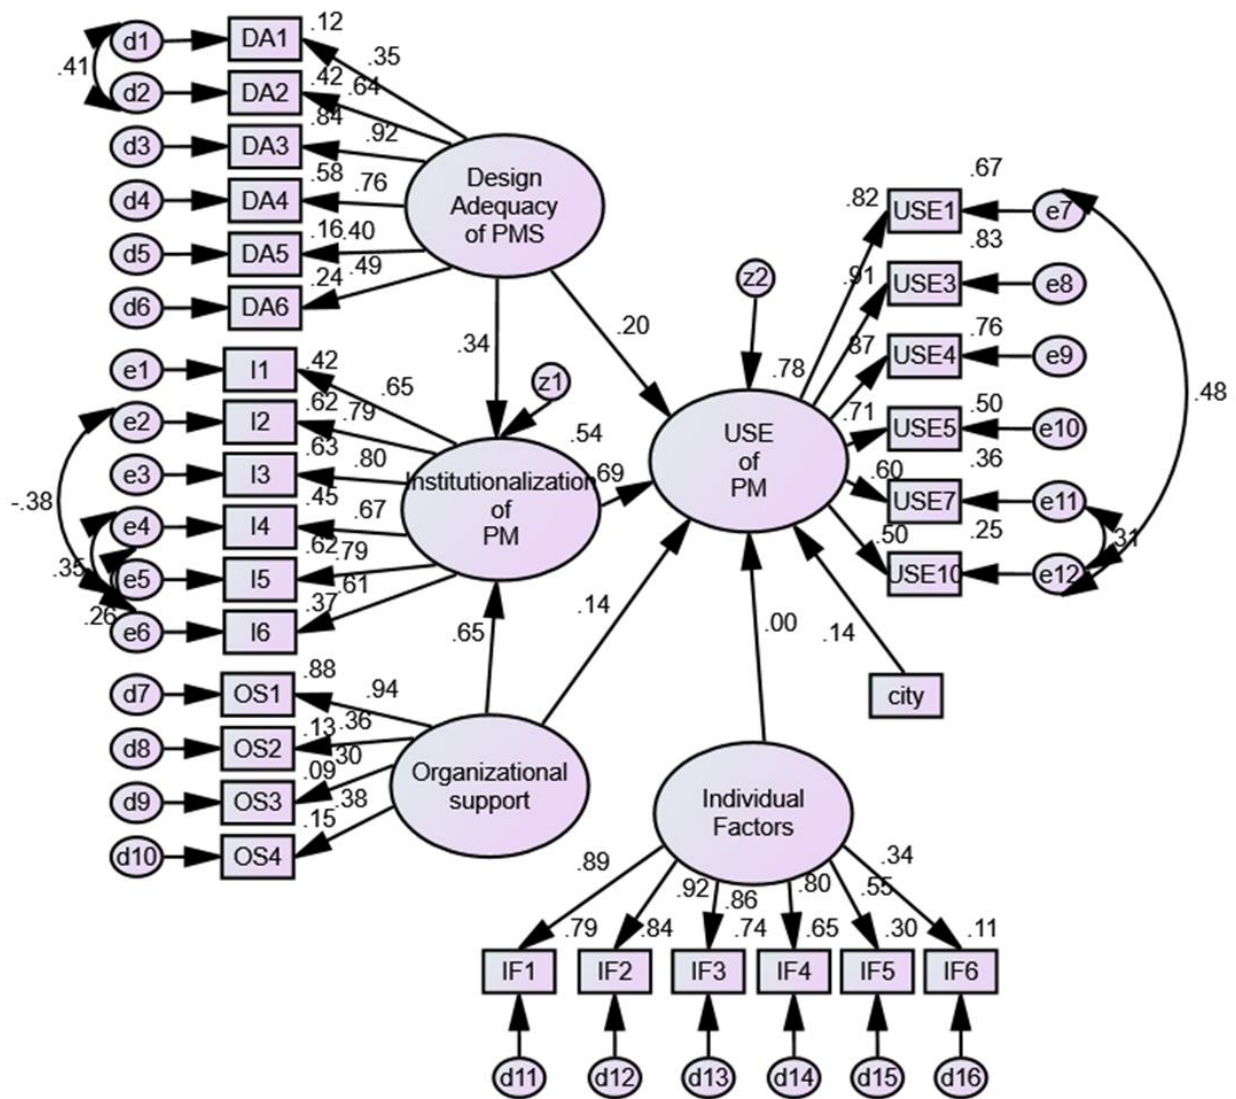 .12
d1
DA1
.35
.41
.42
.64
d2
DA2
.84
.92
d3
DA3
Design
Adequacy
of PMS
.58
.76
d4
DA4
.16
.40
d5
DA5
.24
.49
d6
DA6
.34
.20
z1
z2
e1
I1
.42
.65
e2
I2
.62
.79
e3
I3
.63
.80
-.38
e4
I4
.45
.67
.35
e5
I5
.62
.79
.26
e6
I6
.37
.61
Institutionalization
of
PM
.54
.69
.65
.14
d7
OS1
.88
.94
d8
OS2
.13
.36
d9
OS3
.09
.30
d10
OS4
.15
.38
Organizational
support
USE
of
PM
.78
.67
.82
USE1
e7
.83
.91
USE3
e8
.76
.87
USE4
e9
.48
.50
.71
USE5
e10
.36
.60
USE7
e11
.25
.50
.31
USE10
e12
.00
.14
city
Individual
Factors
.89
.92
.86
.80
.55
.34
.79
.84
.74
.65
.30
.11
IF1
IF2
IF3
IF4
IF5
IF6
d11
d12
d13
d14
d15
d16